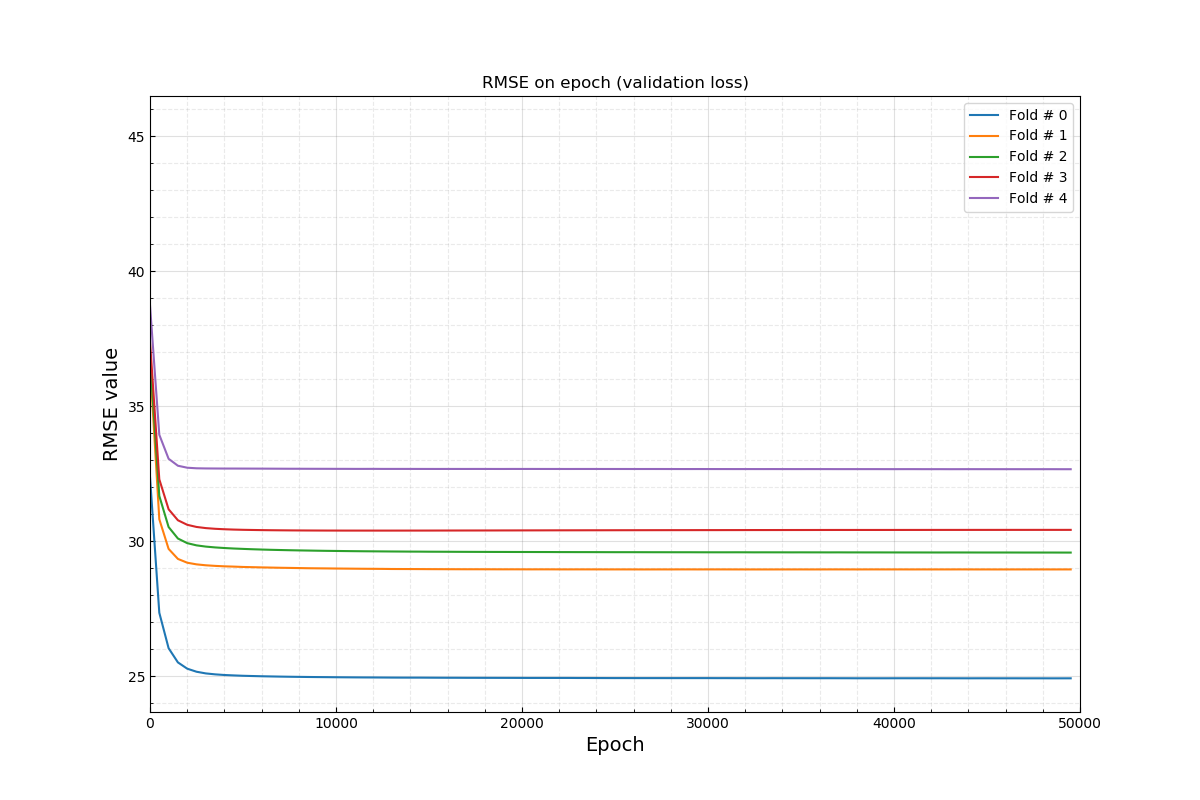 RMSE on epoch (validation loss)
Fold # 0
Fold # 1
Fold # 2
Fold # 3
Fold # 4
RMSE value
45
40
35
30
25
0 10000 20000 30000 40000 50000
Epoch